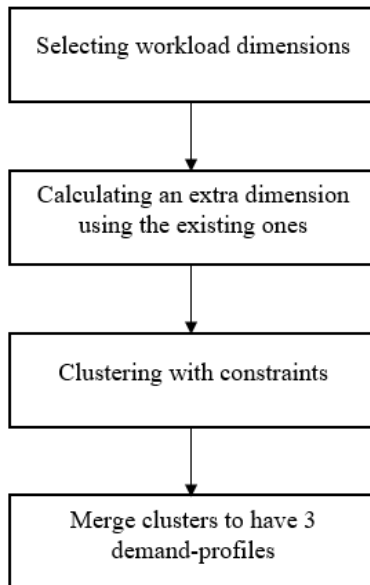 Selecting workload dimensions
Calculating an extra dimension
using the existing ones
Clustering with constraints
Merge clusters to have 3
demand-profiles